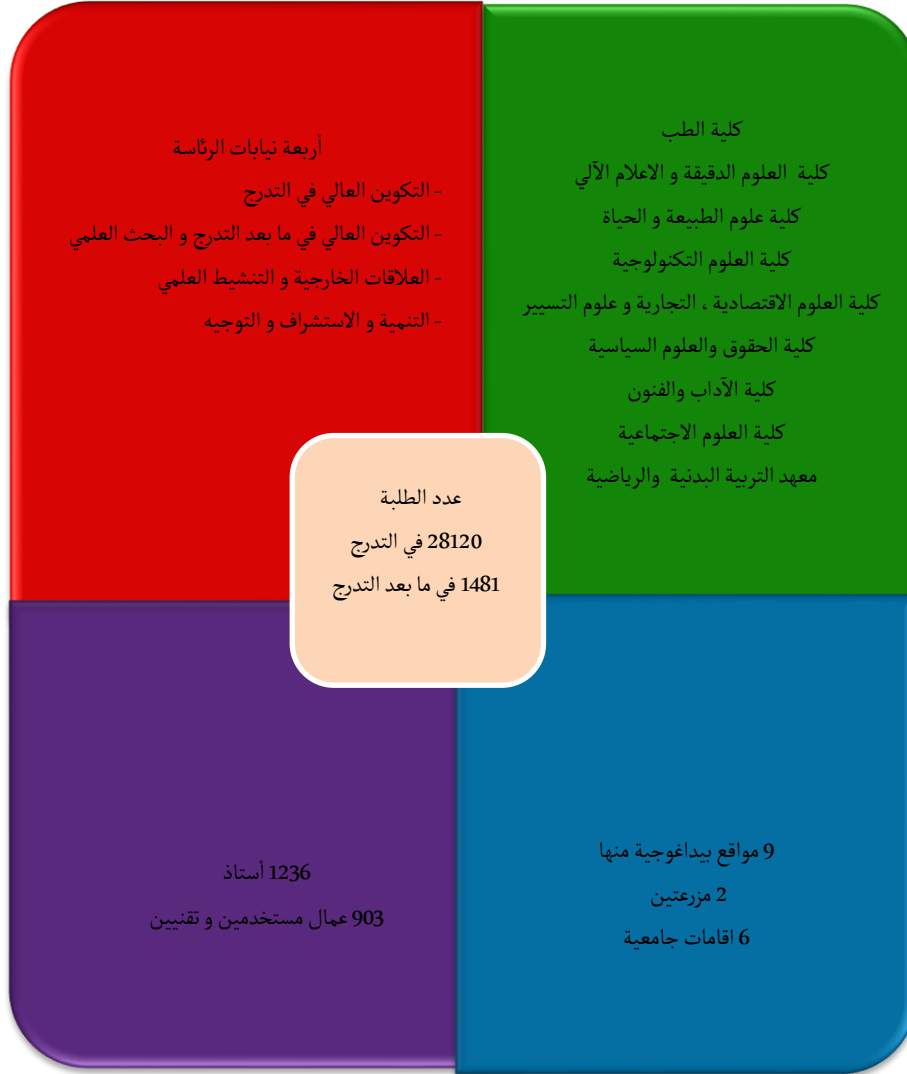 كلية الطب
كلية العلوم الدقيقة و الاعلام الآلي
كلية علوم الطبيعة و الحياة
كلية العلوم التكنولوجية
كلية العلوم الاقتصادية ، التجارية و علوم التسيير
كلية الحقوق والعلوم السياسية
كلية الآداب والفنون
كلية العلوم الاجتماعية
معهد التربية البدنية والرياضية
أربعة نيابات الرئاسة
- التكوين العالي في التدرج
- التكوين العالي في ما بعد التدرج و البحث العلمي
- العلاقات الخارجية و التنشيط العلمي
- التنمية و الاستشراف و التوجيه
عدد الطلبة
28120 في التدرج
1481 في ما بعد التدرج
9 مواقع بيداغوجية منها
2 مزرعتين
6 اقامات جامعية
1236 أستاذ
903 عمال مستخدمين و تقنيين